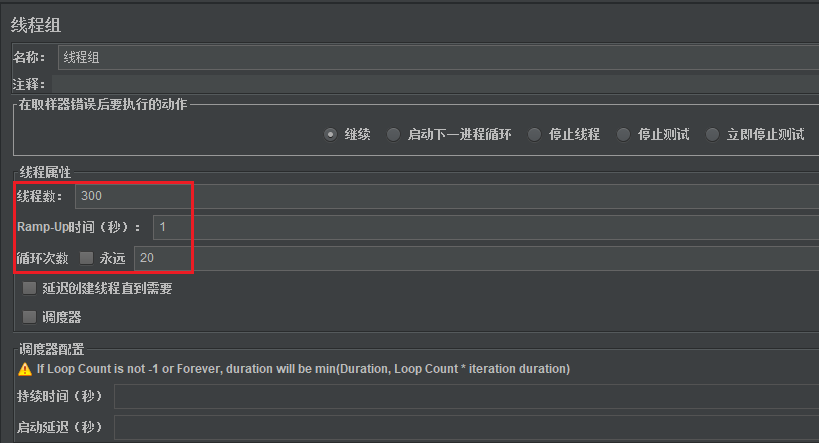 线程组
名称： 线程组
注释：
在取样器错误后要执行的动作
继续 启动下一进程循环 停止线程 停止测试 立即停止测试
线程属性
线程数： 300
Ramp-Up时间（秒）： 1
循环次数 永远 20
延迟创建线程直到需要
调度器
调度器配置
If Loop Count is not -1 or Forever, duration will be min(Duration, Loop Count * iteration duration)
持续时间（秒）
启动延迟（秒）